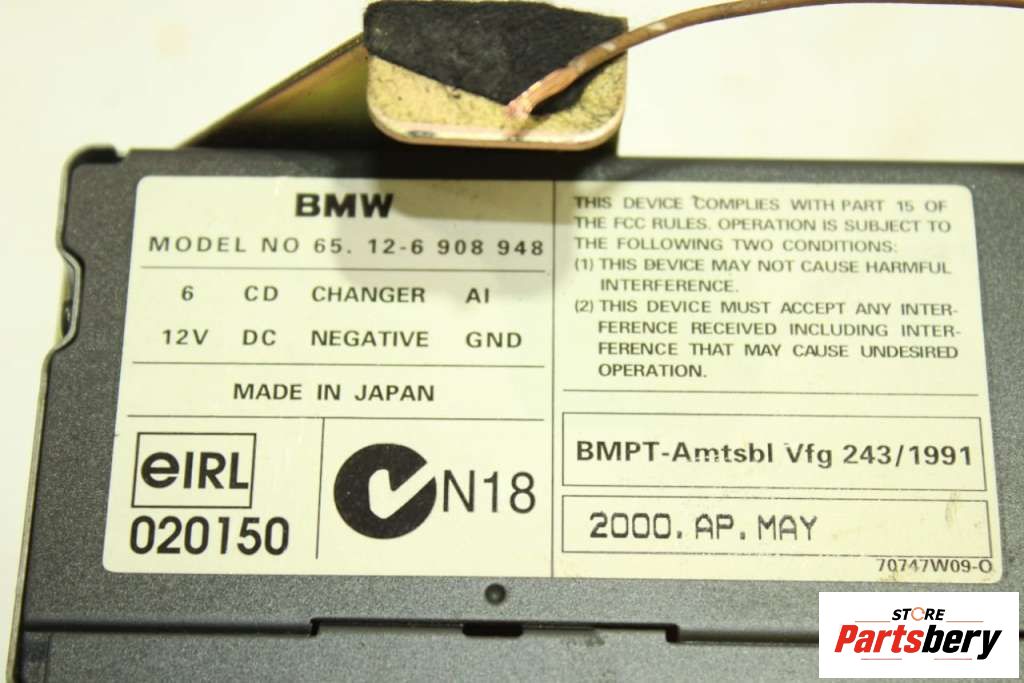 BMW
MODEL NO 65. 12-6 908 948
6 CD CHANGER AI
12V DC NEGATIVE GND
MADE IN JAPAN
eIRL
020150
N18
THIS DEVICE COMPLIES WITH PART 15 OF
THE FCC RULES. OPERATION IS SUBJECT TO
THE FOLLOWING TWO CONDITIONS:
(1) THIS DEVICE MAY NOT CAUSE HARMFUL
INTERFERENCE.
(2) THIS DEVICE MUST ACCEPT ANY INTER-
FERENCE RECEIVED INCLUDING INTER-
FERENCE THAT MAY CAUSE UNDESIRED
OPERATION.
BMPT-Amtsbl Vfg 243/1991
2000. AP. MAY
70747W09-O
STORE
Partsbery